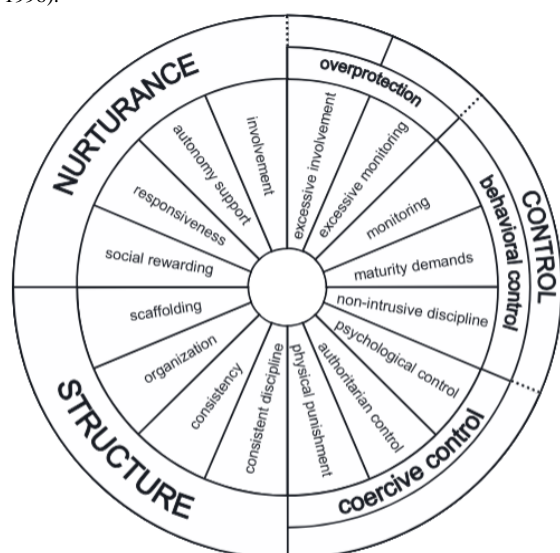 1996).
NURTURANCE
involvement
autonomy support
responsiveness
social rewarding
overprotection
excessive involvement
excessive monitoring
CONTROL
behavioral control
monitoring
maturity demands
non-intrusive discipline
coercive control
psychological control
authoritarian control
physical punishment
STRUCTURE
consistent discipline
consistency
organization
scaffolding